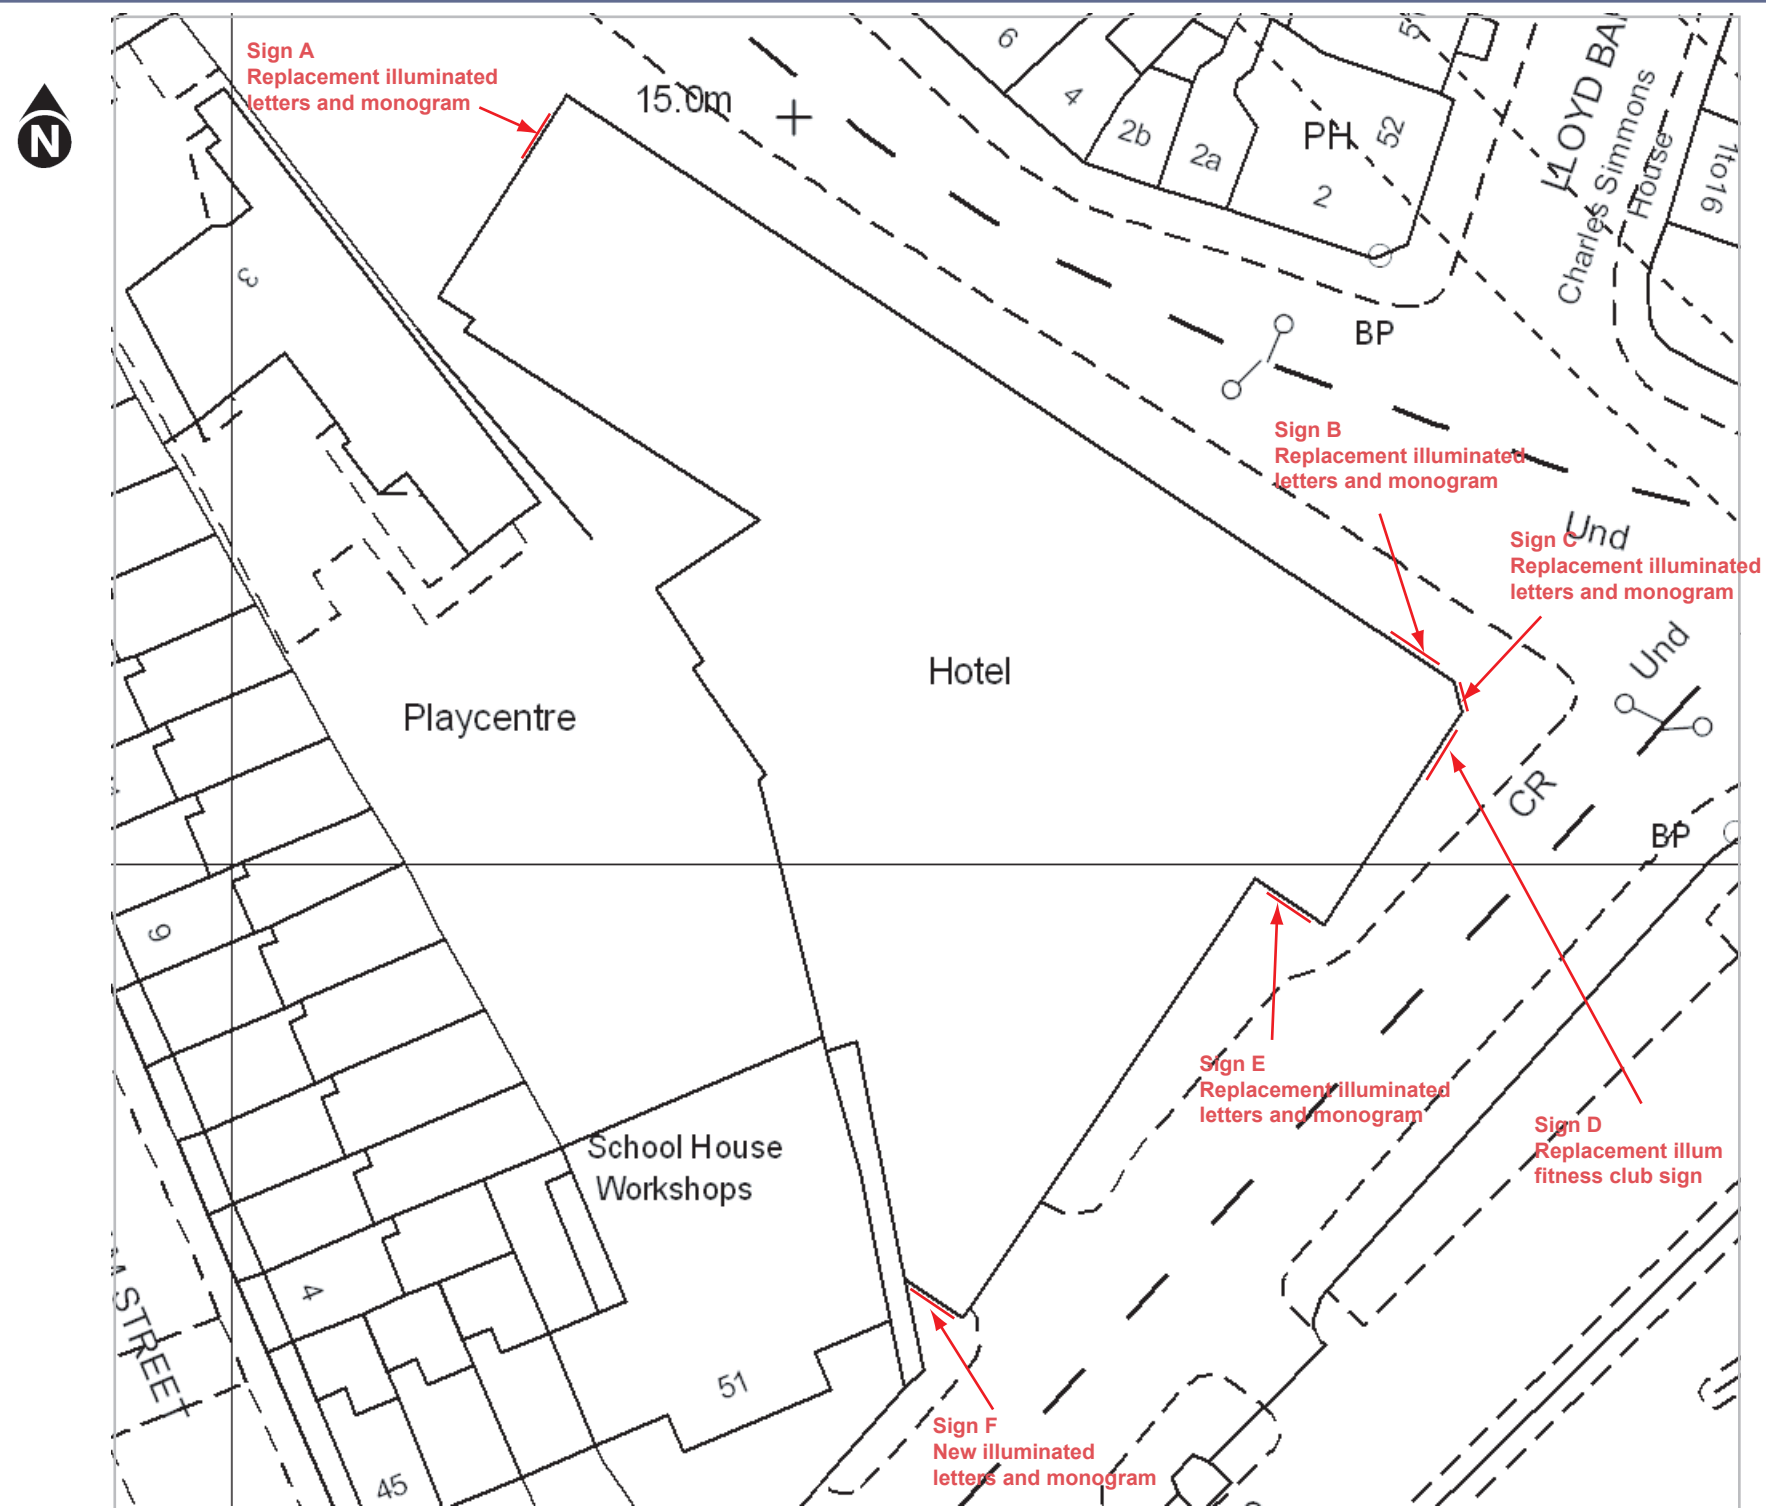 Sign A
Replacement illuminated
letters and monogram
N
15.0m
6
4
2b
2a
PH
52
2
LLOYD BA
Charles Simmons
House
1to16
3
BP
Sign B
Replacement illuminated
letters and monogram
Und
Sign C
Replacement illuminated
letters and monogram
Und
Hotel
Playcentre
CR
BP
9
Sign E
Replacement illuminated
letters and monogram
Sign D
Replacement illum
fitness club sign
School House
Workshops
4
STREET
51
Sign F
New illuminated
letters and monogram
45